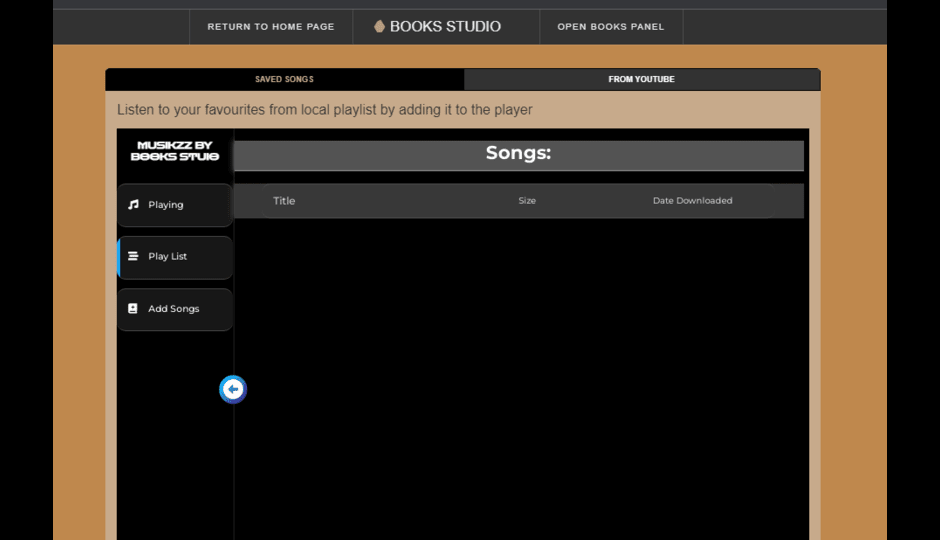 RETURN TO HOME PAGE
BOOKS STUDIO
OPEN BOOKS PANEL
SAVED SONGS
FROM YOUTUBE
Listen to your favourites from local playlist by adding it to the player
MUSIKZZ BY
BOOKS STUIO
Songs:
Playing
Title
Size
Date Downloaded
Play List
Add Songs